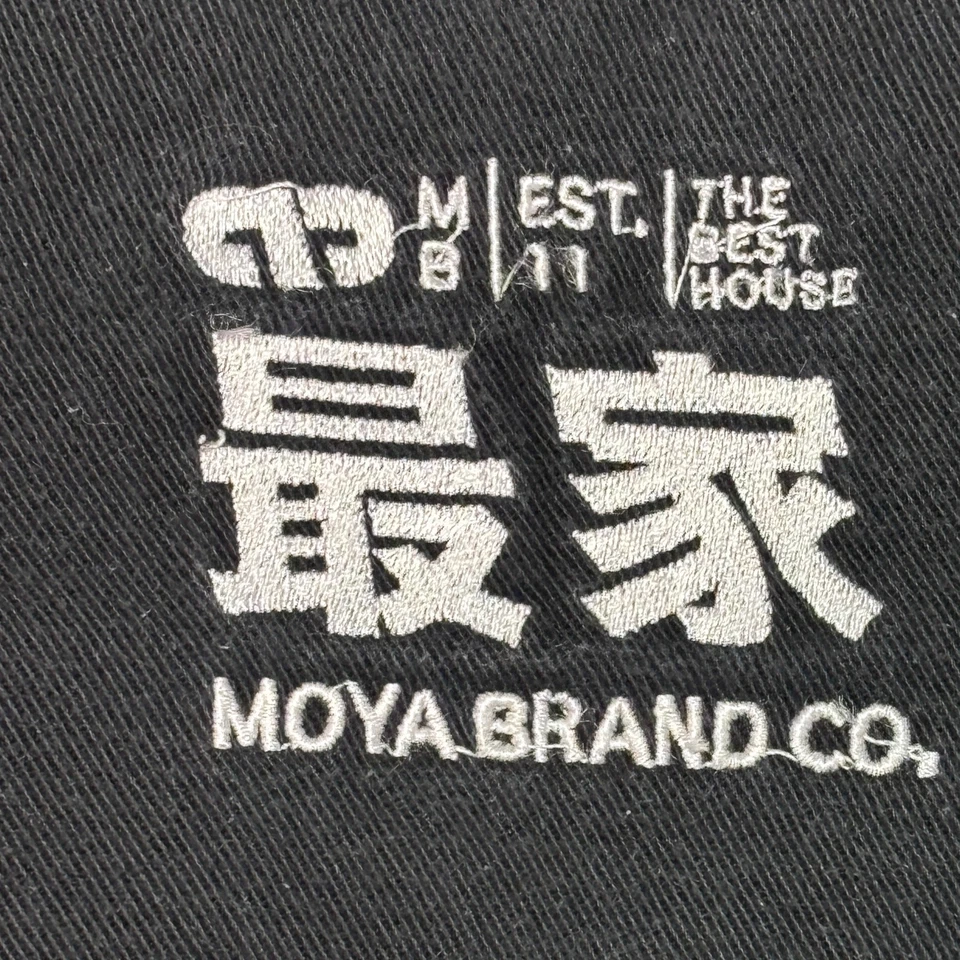 M | EST. | THE
B | 11 | BEST
HOUSE
最家
MOYA BRAND CO.